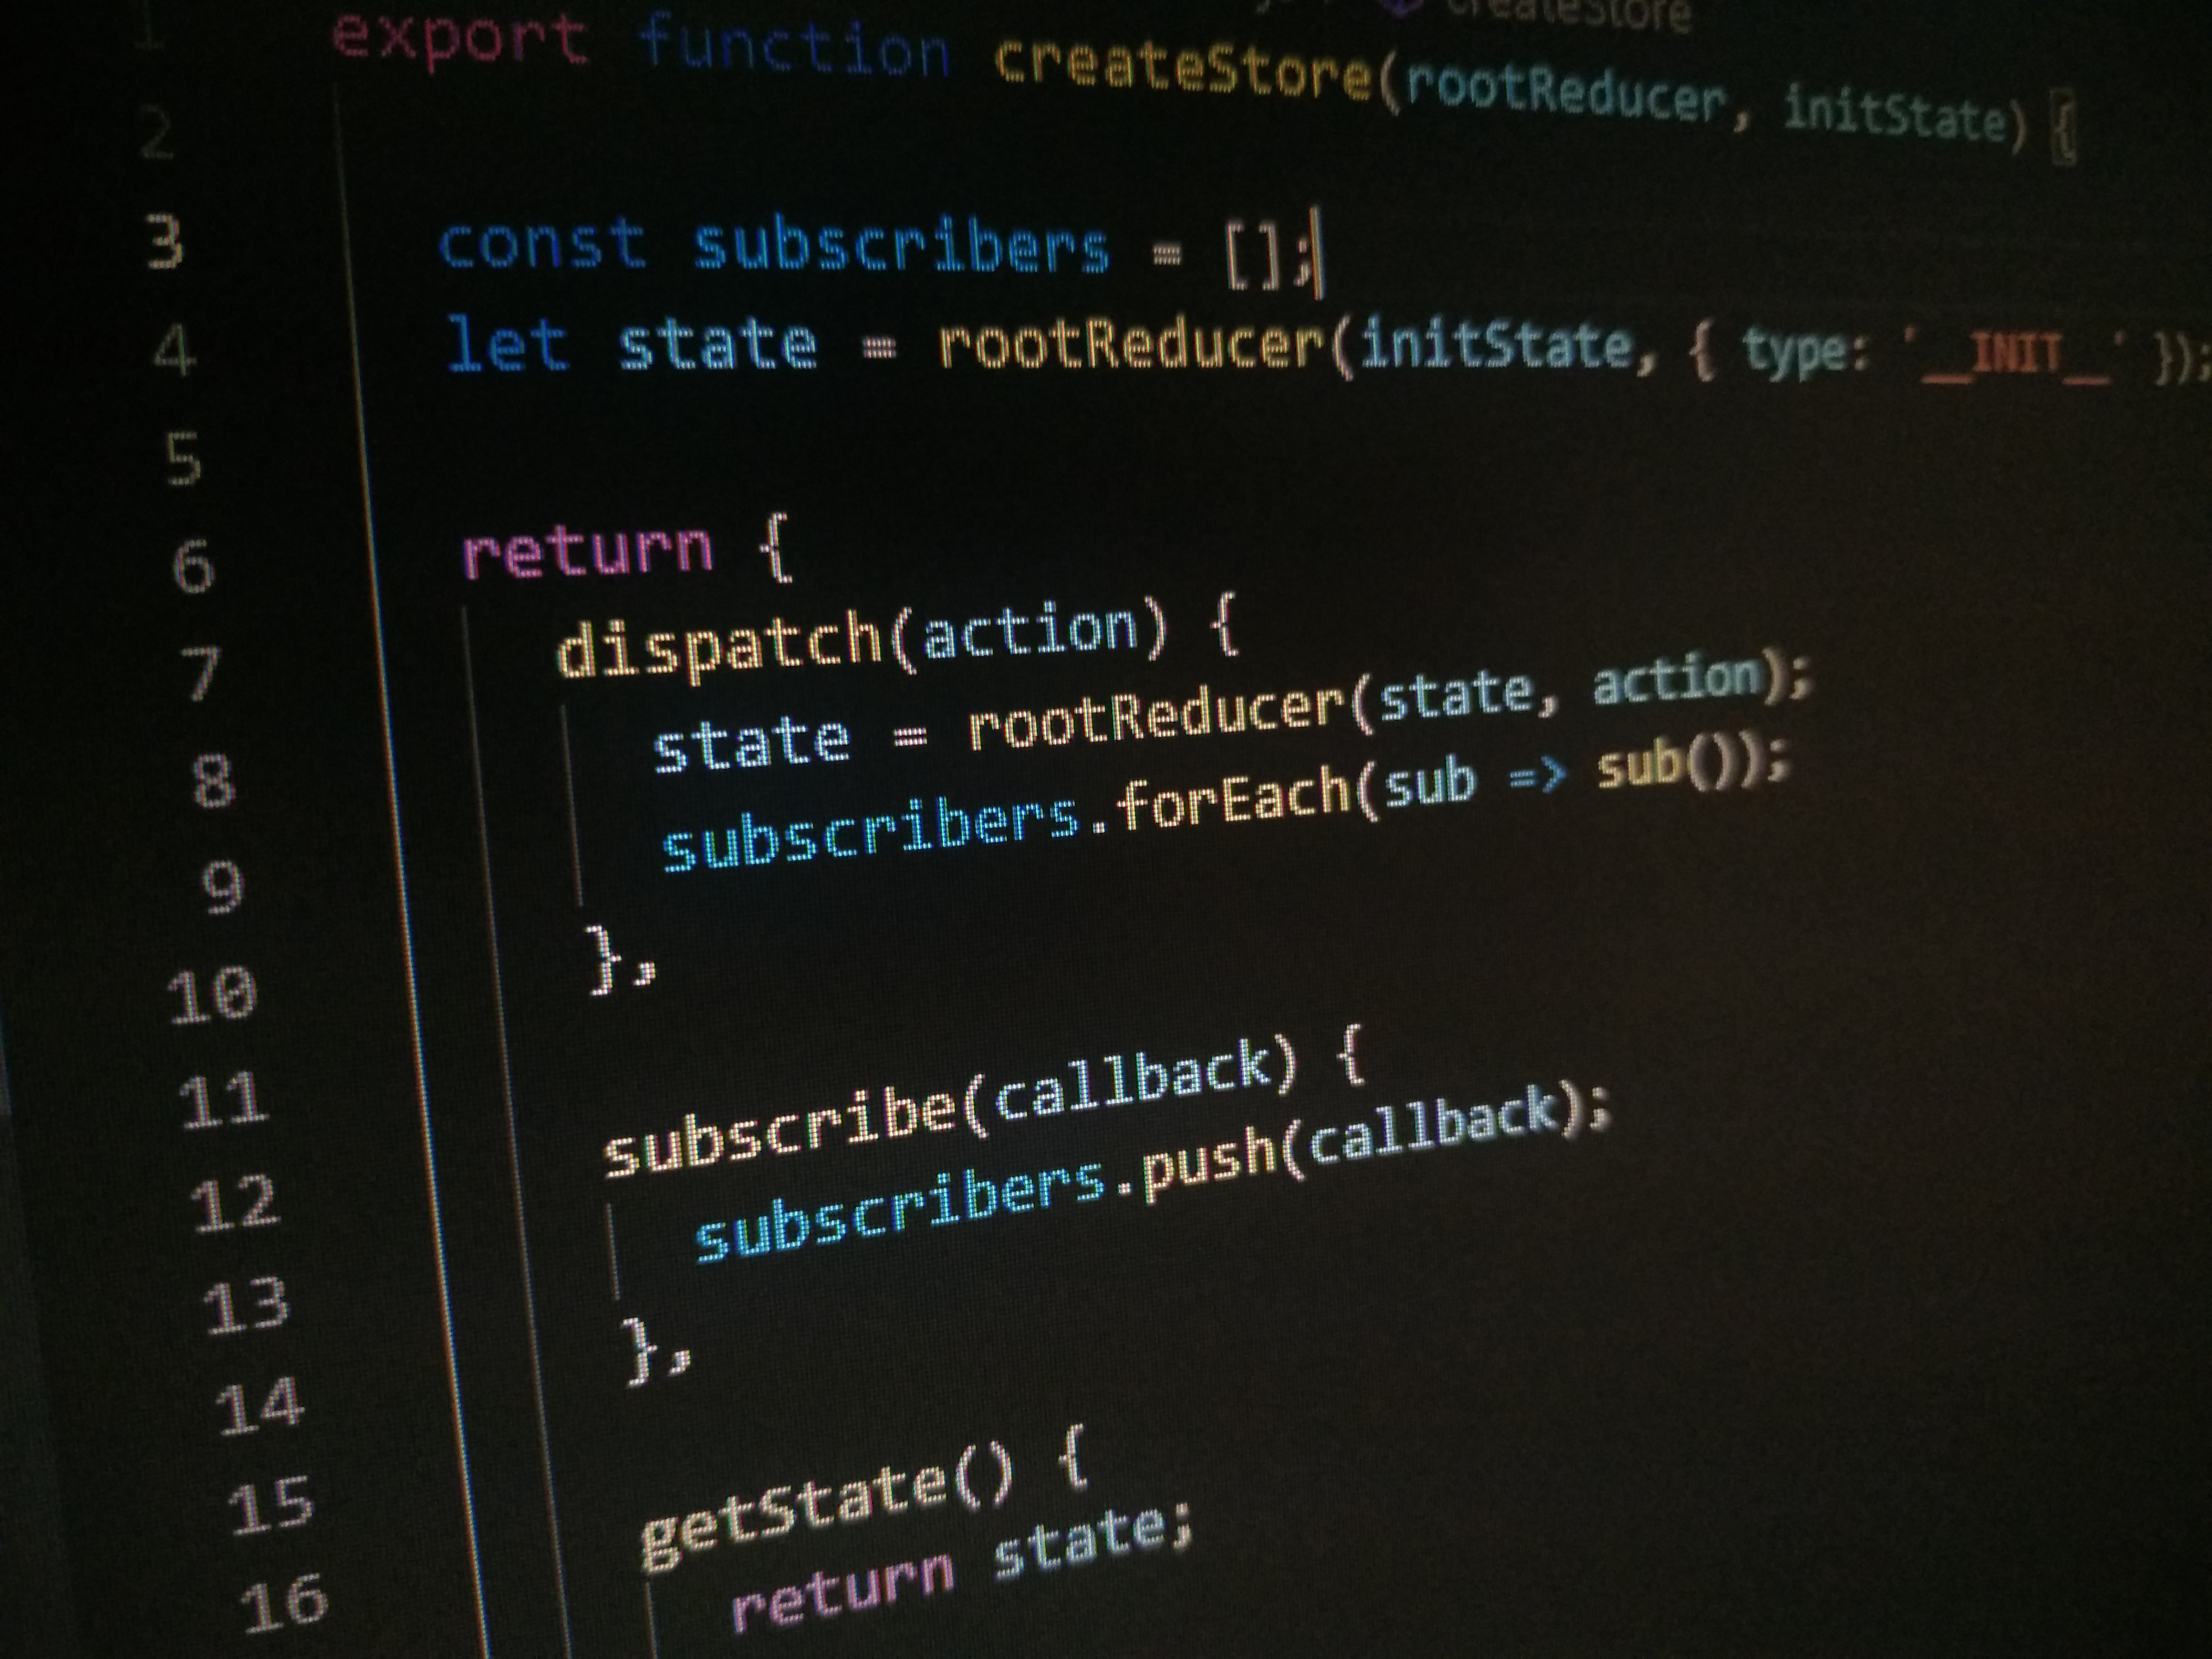 createStore
1 export function createStore(rootReducer, initState) {
2
3 const subscribers = [];
4 let state = rootReducer(initState, { type: '__INIT__' });
5
6 return {
7 dispatch(action) {
8 state = rootReducer(state, action);
9 subscribers.forEach(sub => sub());
10 },
11
12 subscribe(callback) {
13 subscribers.push(callback);
14 },
15
16 getState() {
return state;